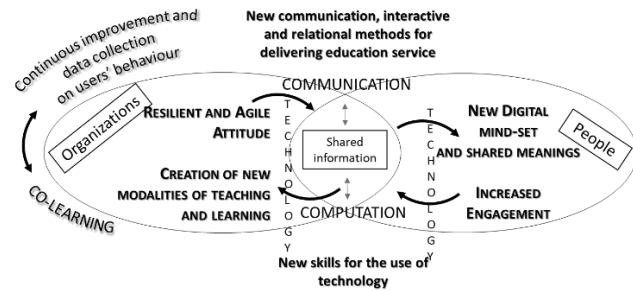 Continuous improvement and
data collection
on users' behaviour
New communication, interactive
and relational methods for
delivering education service
COMMUNICATION
Organizations
RESILIENT AND AGILE
ATTITUDE
TECHNOLOGY
Shared
information
TECHNOLOGY
NEW DIGITAL
MIND-SET
AND SHARED MEANINGS
People
CREATION OF NEW
MODALITIES OF TEACHING
AND LEARNING
INCREASED
ENGAGEMENT
CO-LEARNING
COMPUTATION
New skills for the use of
technology